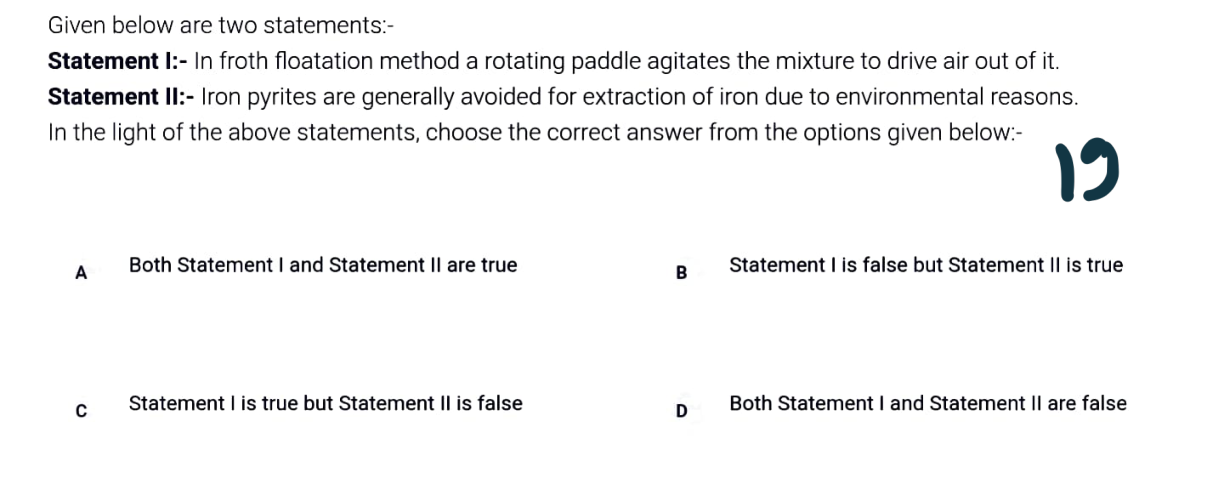 Given below are two statements:-
Statement I:- In froth floatation method a rotating paddle agitates the mixture to drive air out of it.
Statement II:- Iron pyrites are generally avoided for extraction of iron due to environmental reasons.
In the light of the above statements, choose the correct answer from the options given below:-
19
A Both Statement I and Statement II are true
B Statement I is false but Statement II is true
C Statement I is true but Statement II is false
D Both Statement I and Statement II are false